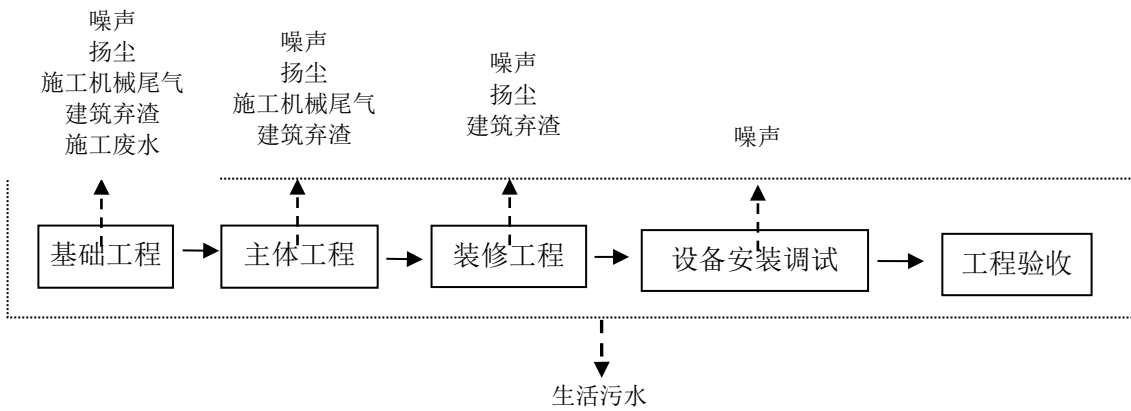 噪声
扬尘
施工机械尾气
建筑弃渣
施工废水
噪声
扬尘
施工机械尾气
建筑弃渣
噪声
扬尘
建筑弃渣
噪声
基础工程
主体工程
装修工程
设备安装调试
工程验收
生活污水